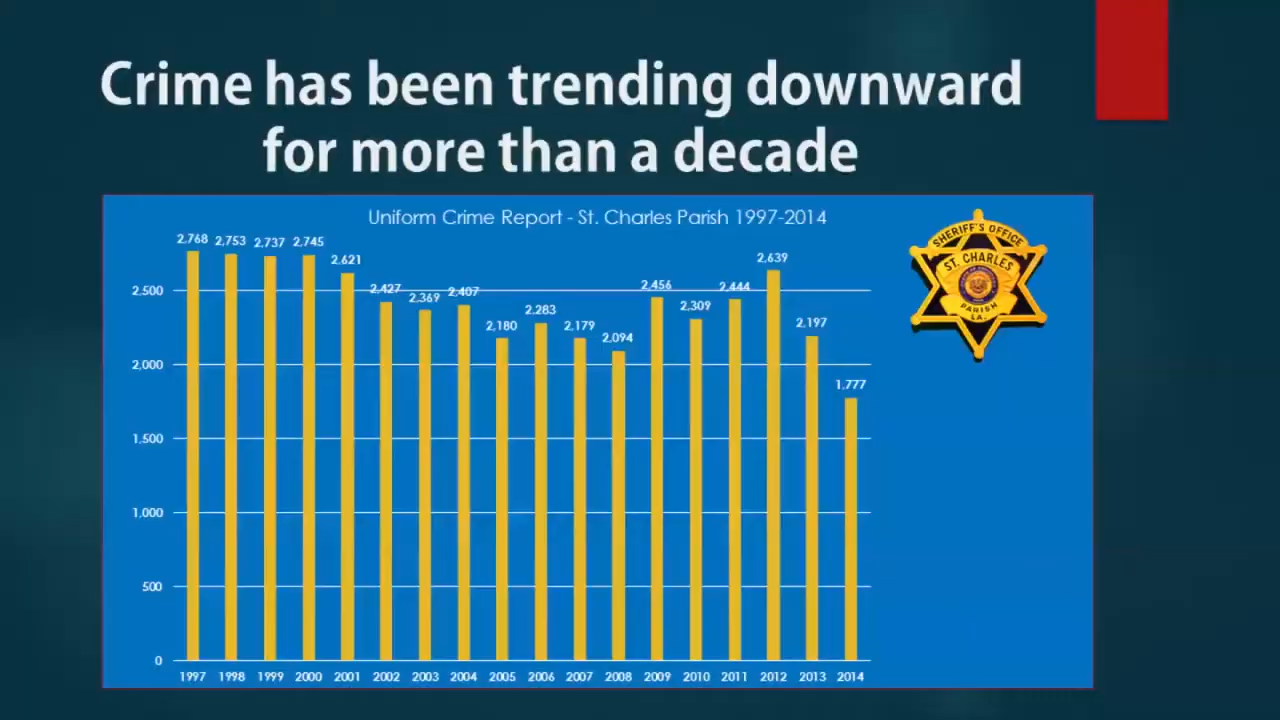 Crime has been trending downward
for more than a decade
Uniform Crime Report - St. Charles Parish 1997-2014
SHERIFF'S OFFICE
ST. CHARLES
PARISH
LA.
2,768 2,753 2,737 2,745 2,621 2,427 2,369 2,407 2,180 2,283 2,179 2,094 2,456 2,309 2,444 2,639 2,197 1,777
2,500
2,000
1,500
1,000
500
0
1997 1998 1999 2000 2001 2002 2003 2004 2005 2006 2007 2008 2009 2010 2011 2012 2013 2014